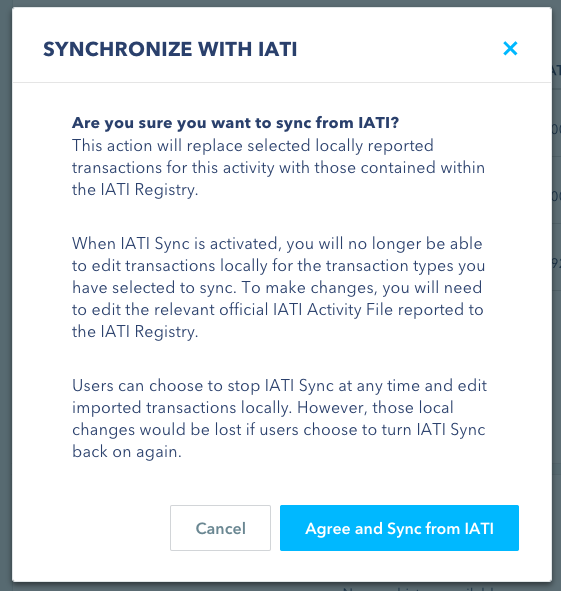 SYNCHRONIZE WITH IATI
Are you sure you want to sync from IATI?
This action will replace selected locally reported
transactions for this activity with those contained within
the IATI Registry.
When IATI Sync is activated, you will no longer be able
to edit transactions locally for the transaction types you
have selected to sync. To make changes, you will need
to edit the relevant official IATI Activity File reported to
the IATI Registry.
Users can choose to stop IATI Sync at any time and edit
imported transactions locally. However, those local
changes would be lost if users choose to turn IATI Sync
back on again.
Cancel
Agree and Sync from IATI